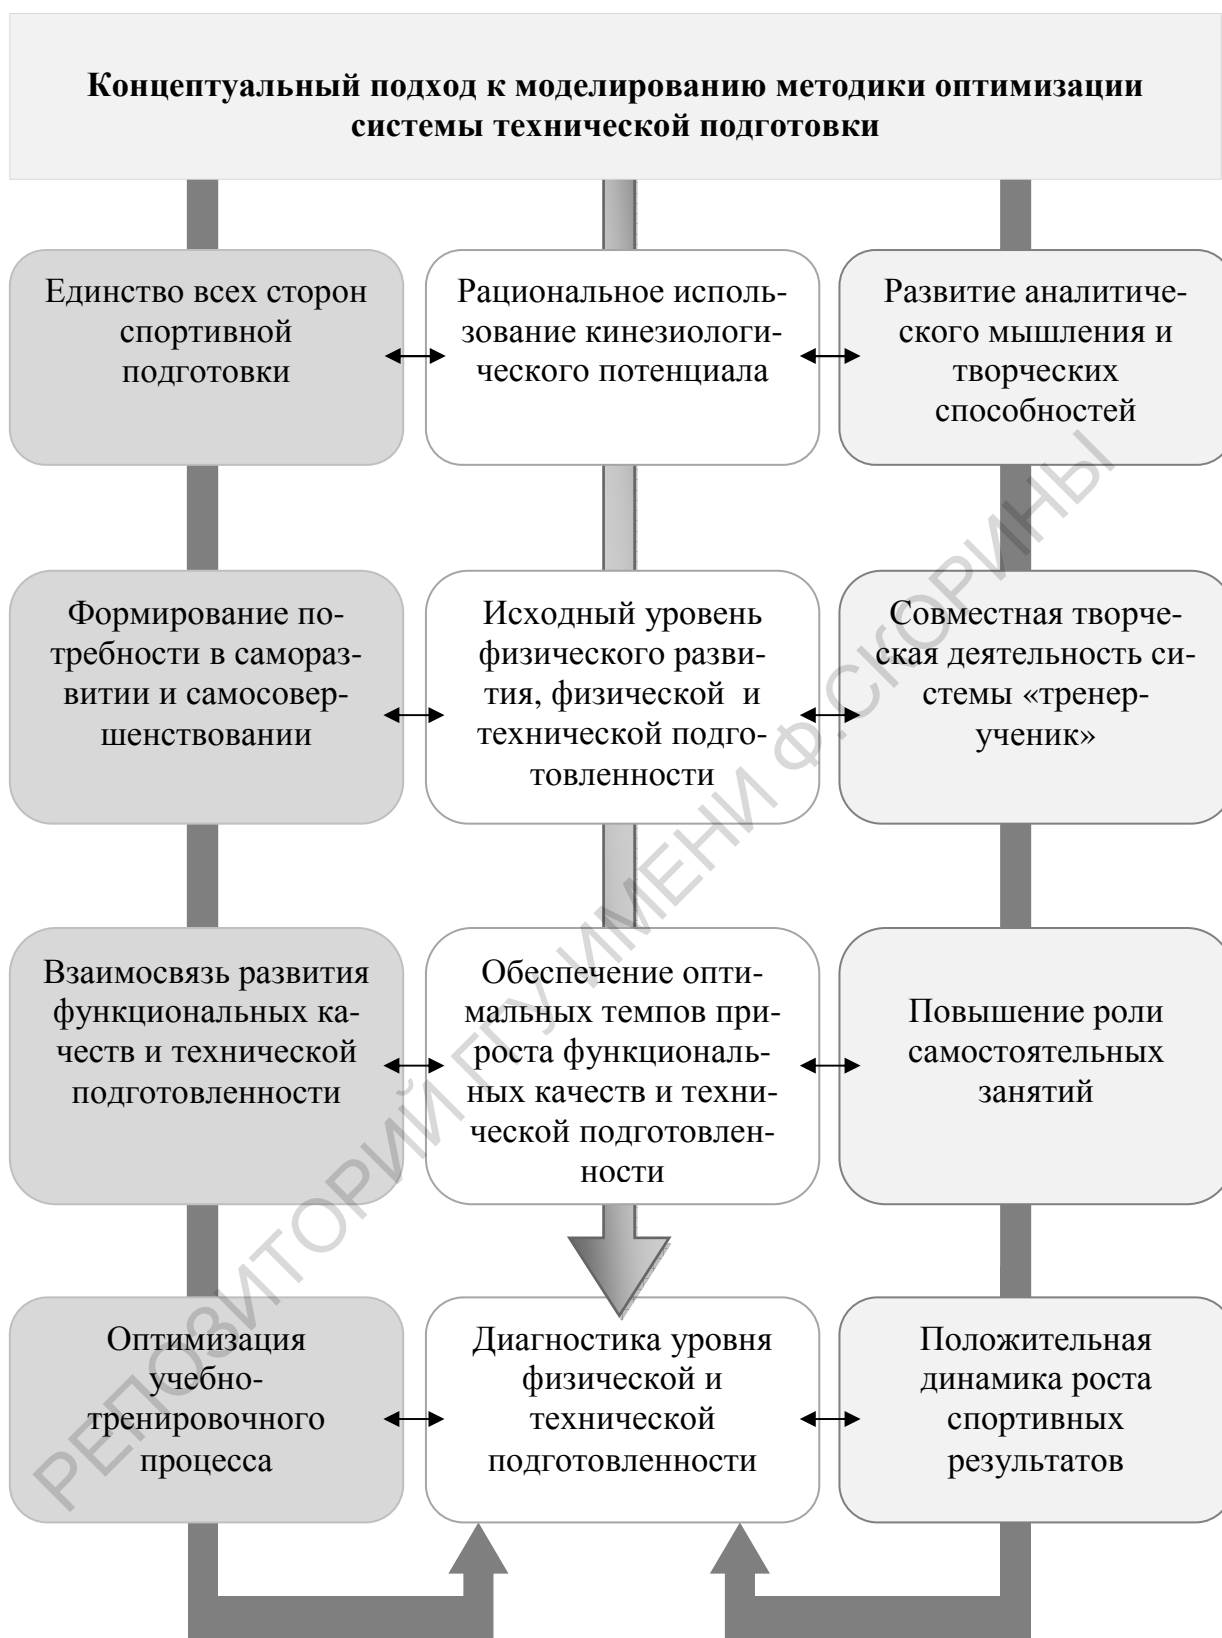 Концептуальный подход к моделированию методики оптимизации
системы технической подготовки
Единство всех сторон
спортивной
подготовки
Рациональное исполь-
зование кинезиологи-
ческого потенциала
Развитие аналитиче-
ского мышления и
творческих
способностей
Формирование по-
требности в самораз-
витии и самосовер-
шенствовании
Исходный уровень
физического разви-
тия, физической и
технической подго-
товленности
Совместная творче-
ская деятельность си-
стемы «тренер-
ученик»
Взаимосвязь развития
функциональных ка-
честв и технической
подготовленности
Обеспечение опти-
мальных темпов при-
роста функциональ-
ных качеств и техни-
ческой подготовлен-
ности
Повышение роли
самостоятельных
занятий
Оптимизация
учебно-
тренировочного
процесса
Диагностика уровня
физической и
технической
подготовленности
Положительная
динамика роста
спортивных
результатов
РЕПОЗИТОРИЙ ГГУ ИМЕНИ Ф.СКОРИНЫ